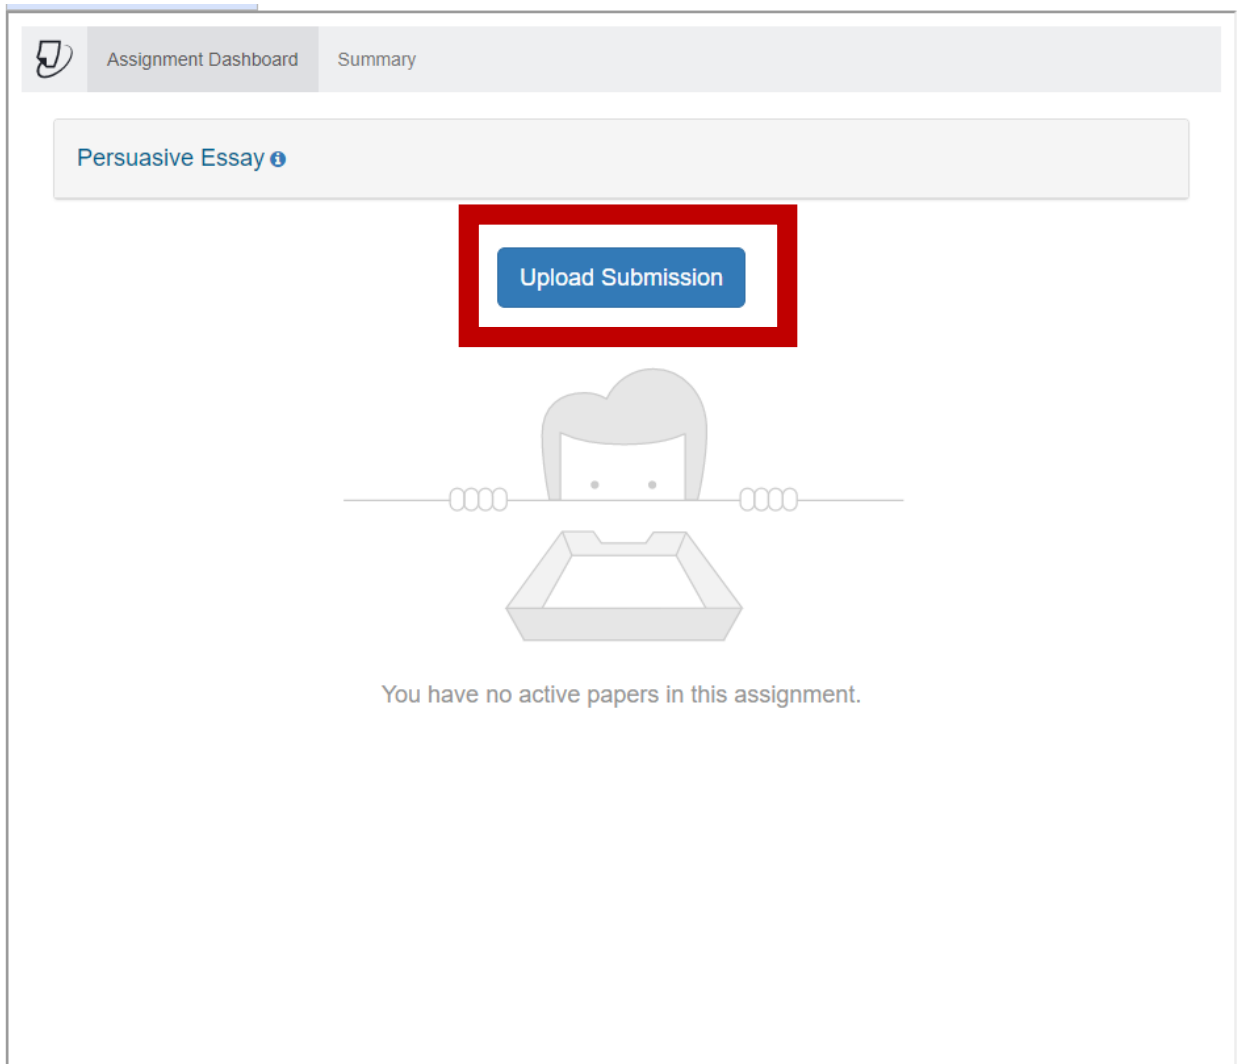 Assignment Dashboard Summary
Persuasive Essay
Upload Submission
You have no active papers in this assignment.